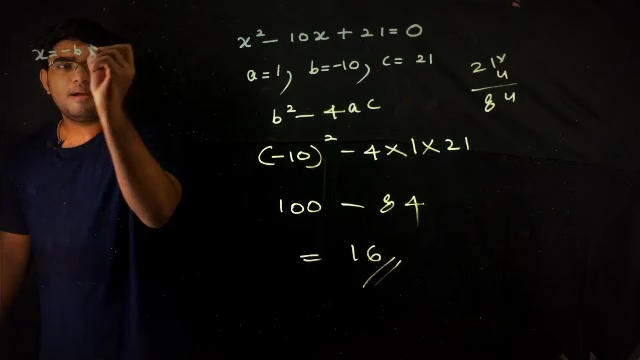 x² - 10x + 21 = 0
x = -b
a = 1, b = -10, c = 21
21 x
4
84
b² - 4ac
(-10)² - 4 × 1 × 21
100 - 84
= 16